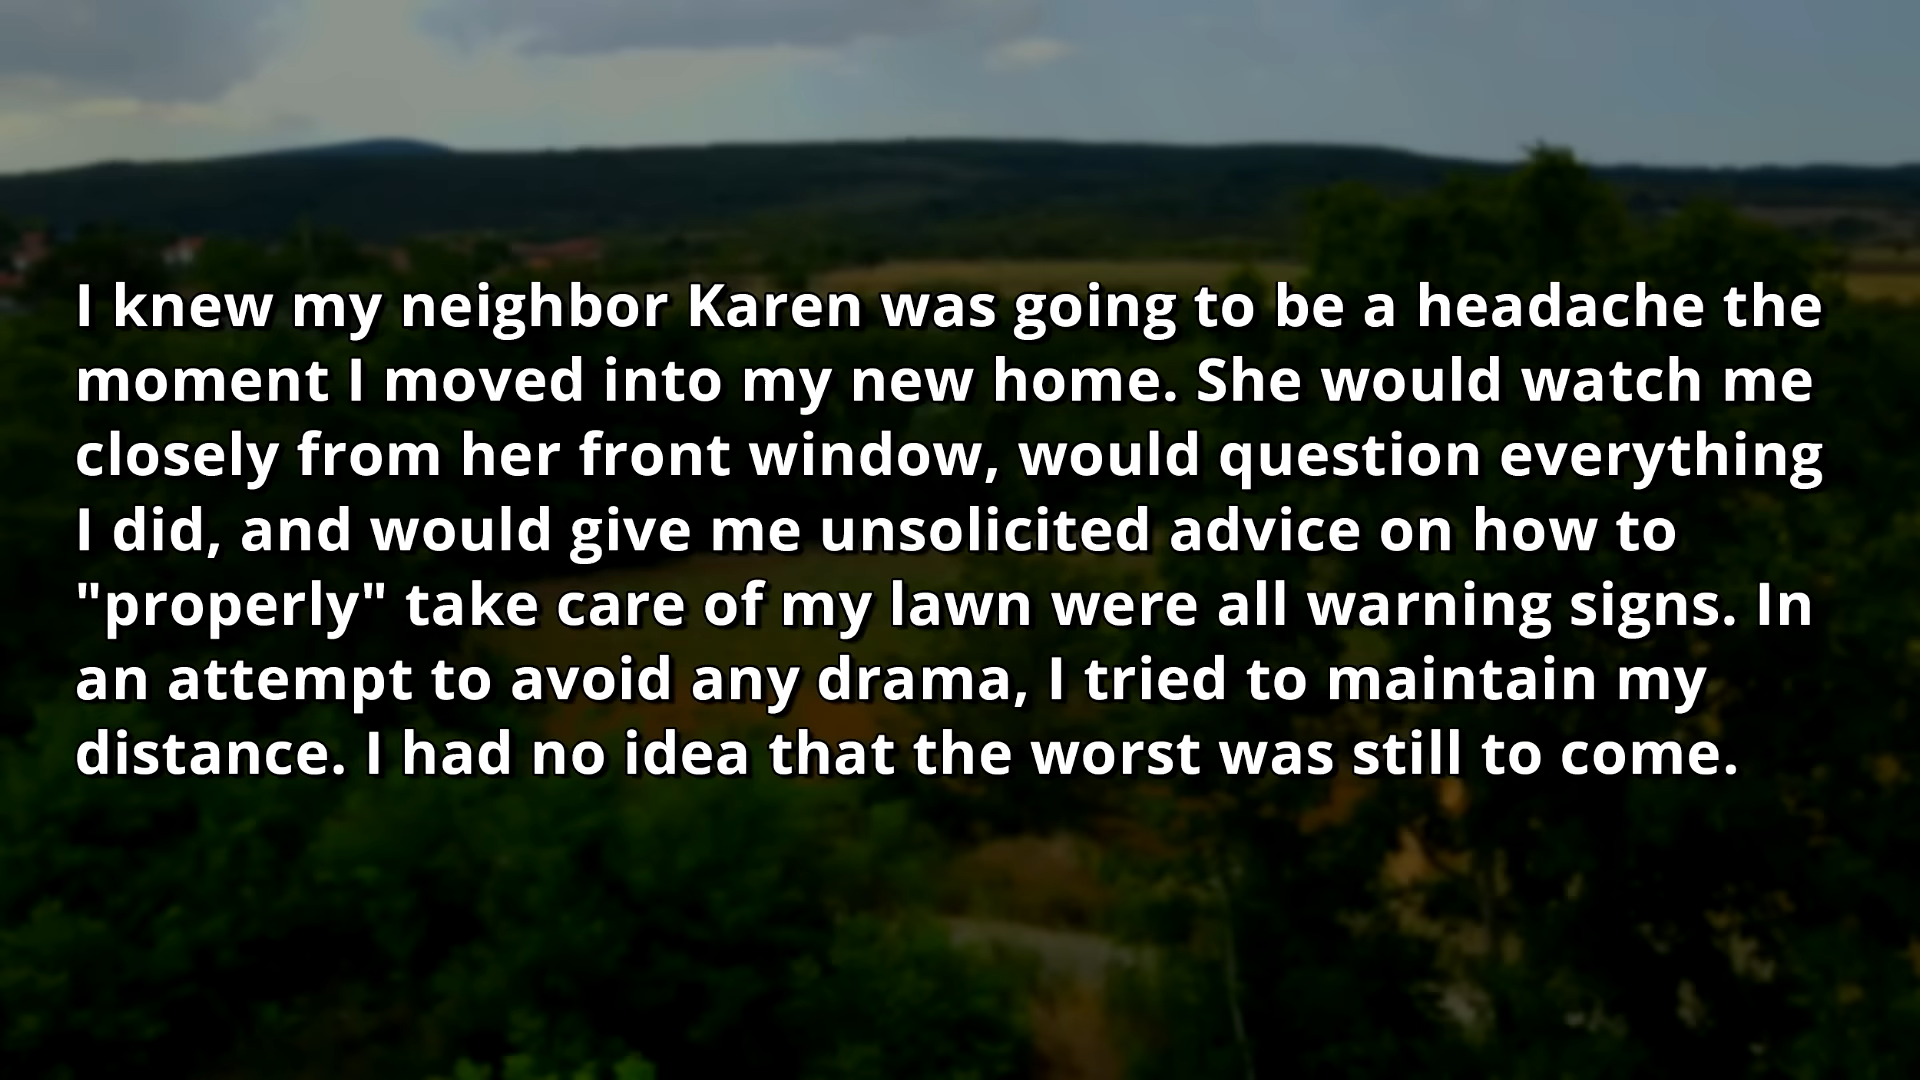 I knew my neighbor Karen was going to be a headache the
moment I moved into my new home. She would watch me
closely from her front window, would question everything
I did, and would give me unsolicited advice on how to
"properly" take care of my lawn were all warning signs. In
an attempt to avoid any drama, I tried to maintain my
distance. I had no idea that the worst was still to come.